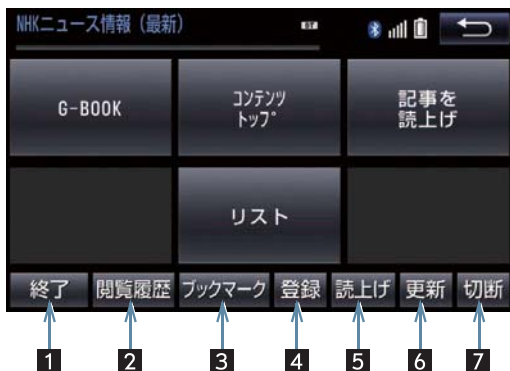 NHKニュース情報(最新)
BT
G-BOOK
コンテンツ
トップ
記事を
読上げ
リスト
終了 閲覧履歴 ブックマーク 登録 読上げ 更新 切断
1 2 3 4 5 6 7